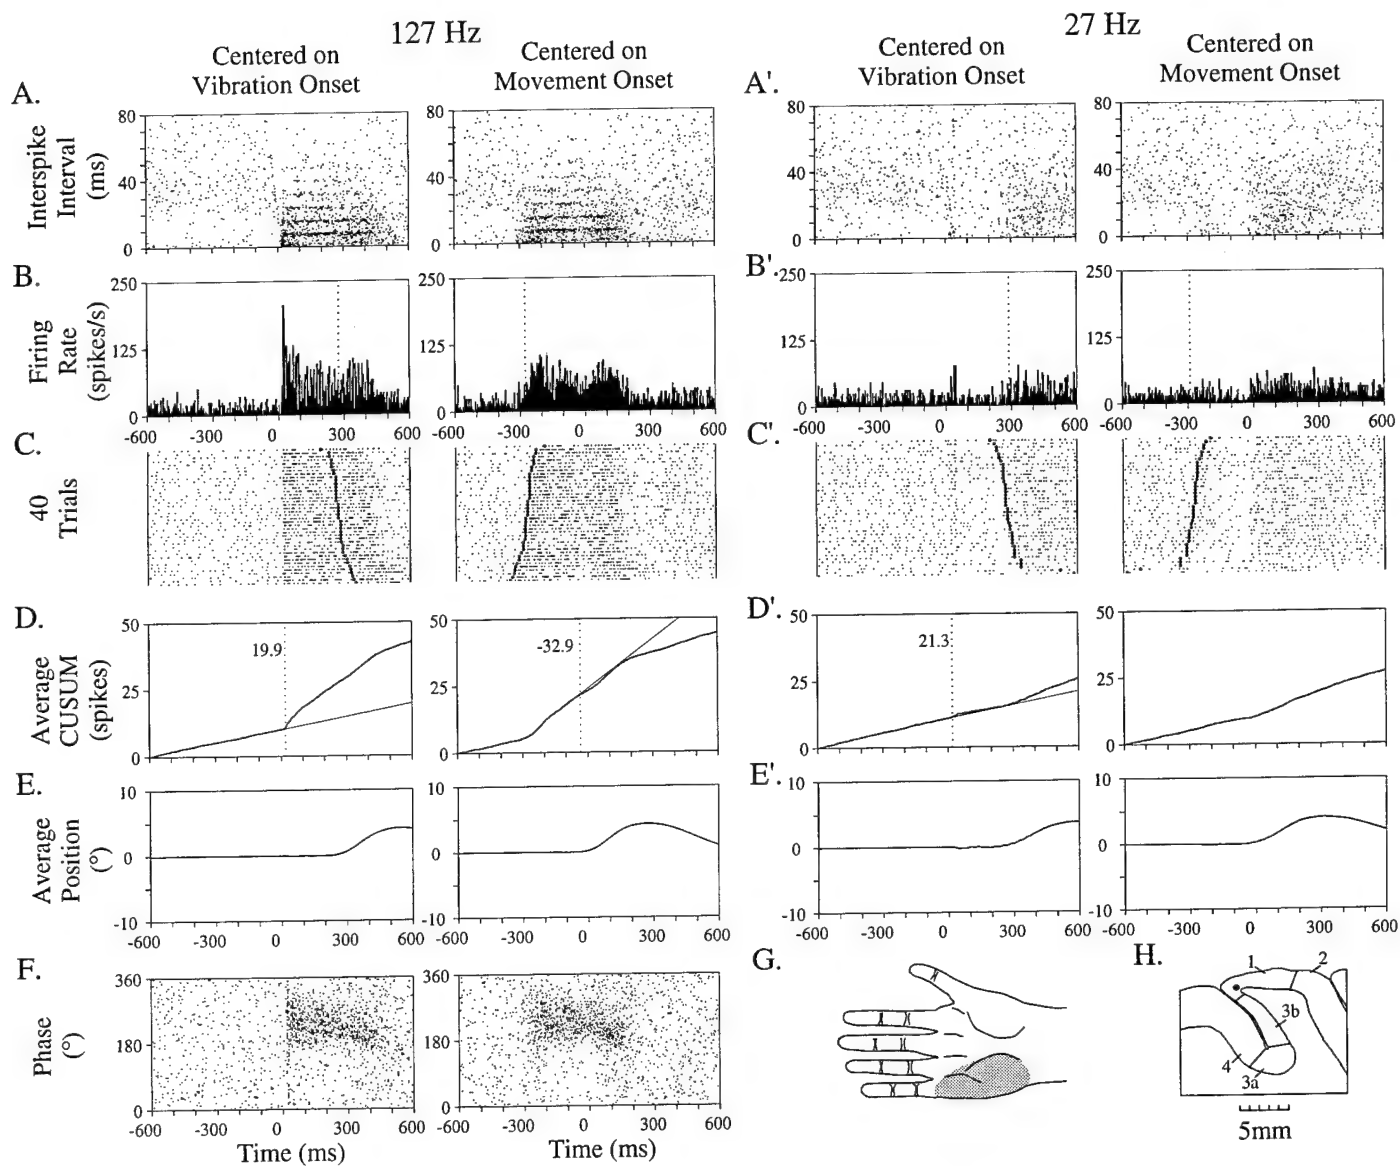 127 Hz
27 Hz
Centered on
Vibration Onset
Centered on
Movement Onset
Centered on
Vibration Onset
Centered on
Movement Onset
A.
Interspike
Interval
(ms)
80
40
0
80
40
0
A'.
80
40
0
80
40
0
B.
Firing
Rate
(spikes/s)
250
125
0
-600 -300 0 300 600
250
125
0
-600 -300 0 300 600
B'.
250
125
0
-600 -300 0 300 600
250
125
0
-600 -300 0 300 600
C.
40
Trials
C'.
D.
Average
CUSUM
(spikes)
50
25
0
19.9
50
25
0
-32.9
D'.
50
25
0
21.3
50
25
0
E.
Average
Position
(°)
10
0
-10
-600 -300 0 300 600
10
0
-10
-600 -300 0 300 600
E'.
10
0
-10
-600 -300 0 300 600
10
0
-10
-600 -300 0 300 600
F.
Phase
(°)
360
180
0
-600 -300 0 300 600
Time (ms)
360
180
0
-600 -300 0 300 600
Time (ms)
G.
H.
1
2
3b
4
3a
5mm